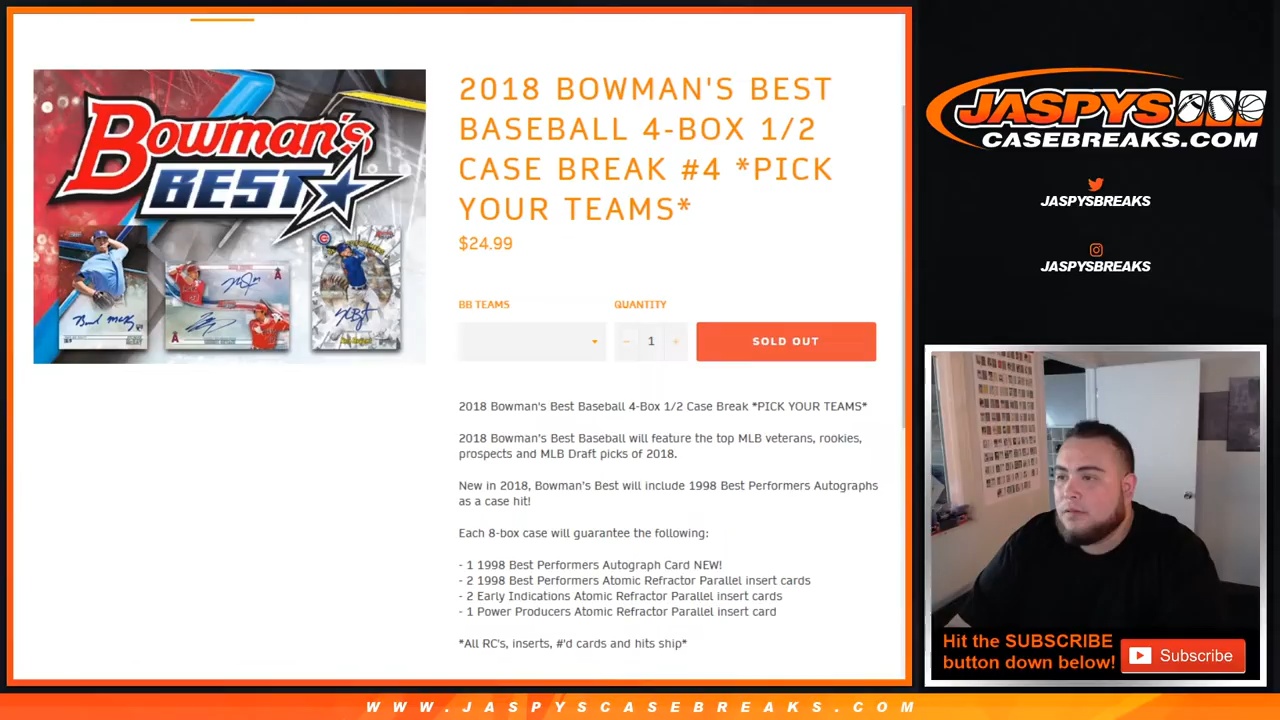 2018 BOWMAN'S BEST
BASEBALL 4-BOX 1/2
CASE BREAK #4 *PICK
YOUR TEAMS*
$24.99
BB TEAMS
QUANTITY
− 1 +
SOLD OUT
Bowman's
BEST
2018 Bowman's Best Baseball 4-Box 1/2 Case Break *PICK YOUR TEAMS*
2018 Bowman's Best Baseball will feature the top MLB veterans, rookies,
prospects and MLB Draft picks of 2018.
New in 2018, Bowman's Best will include 1998 Best Performers Autographs
as a case hit!
Each 8-box case will guarantee the following:
- 1 1998 Best Performers Autograph Card NEW!
- 2 1998 Best Performers Atomic Refractor Parallel insert cards
- 2 Early Indications Atomic Refractor Parallel insert cards
- 1 Power Producers Atomic Refractor Parallel insert card
*All RC's, inserts, #'d cards and hits ship*
JASPYS
CASEBREAKS.COM
JASPYSBREAKS
JASPYSBREAKS
Hit the SUBSCRIBE
button down below!
Subscribe
WWW.JASPYSCASEBREAKS.COM